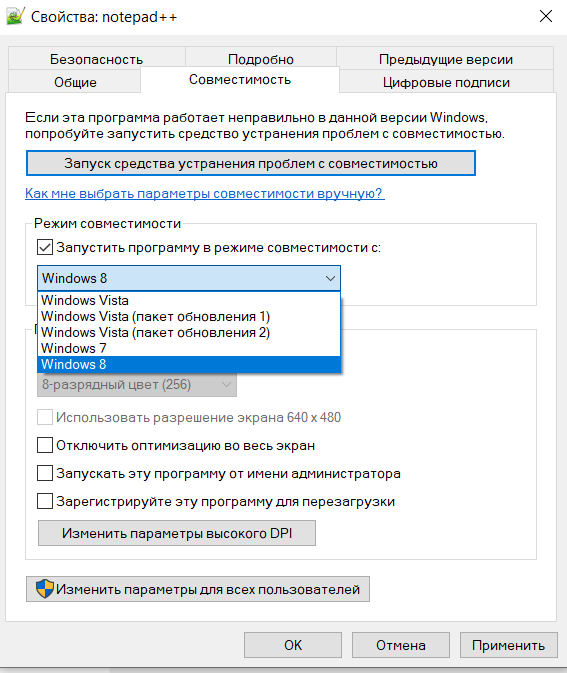 Свойства: notepad++
Безопасность
Подробно
Предыдущие версии
Общие
Совместимость
Цифровые подписи
Если эта программа работает неправильно в данной версии Windows,
попробуйте запустить средство устранения проблем с совместимостью.
Запуск средства устранения проблем с совместимостью
Как мне выбрать параметры совместимости вручную?
Режим совместимости
Запустить программу в режиме совместимости с:
Windows 8
Windows Vista
Windows Vista (пакет обновления 1)
Windows Vista (пакет обновления 2)
Windows 7
Windows 8
8-разрядный цвет (256)
Использовать разрешение экрана 640 x 480
Отключить оптимизацию во весь экран
Запускать эту программу от имени администратора
Зарегистрируйте эту программу для перезагрузки
Изменить параметры высокого DPI
Изменить параметры для всех пользователей
OK
Отмена
Применить